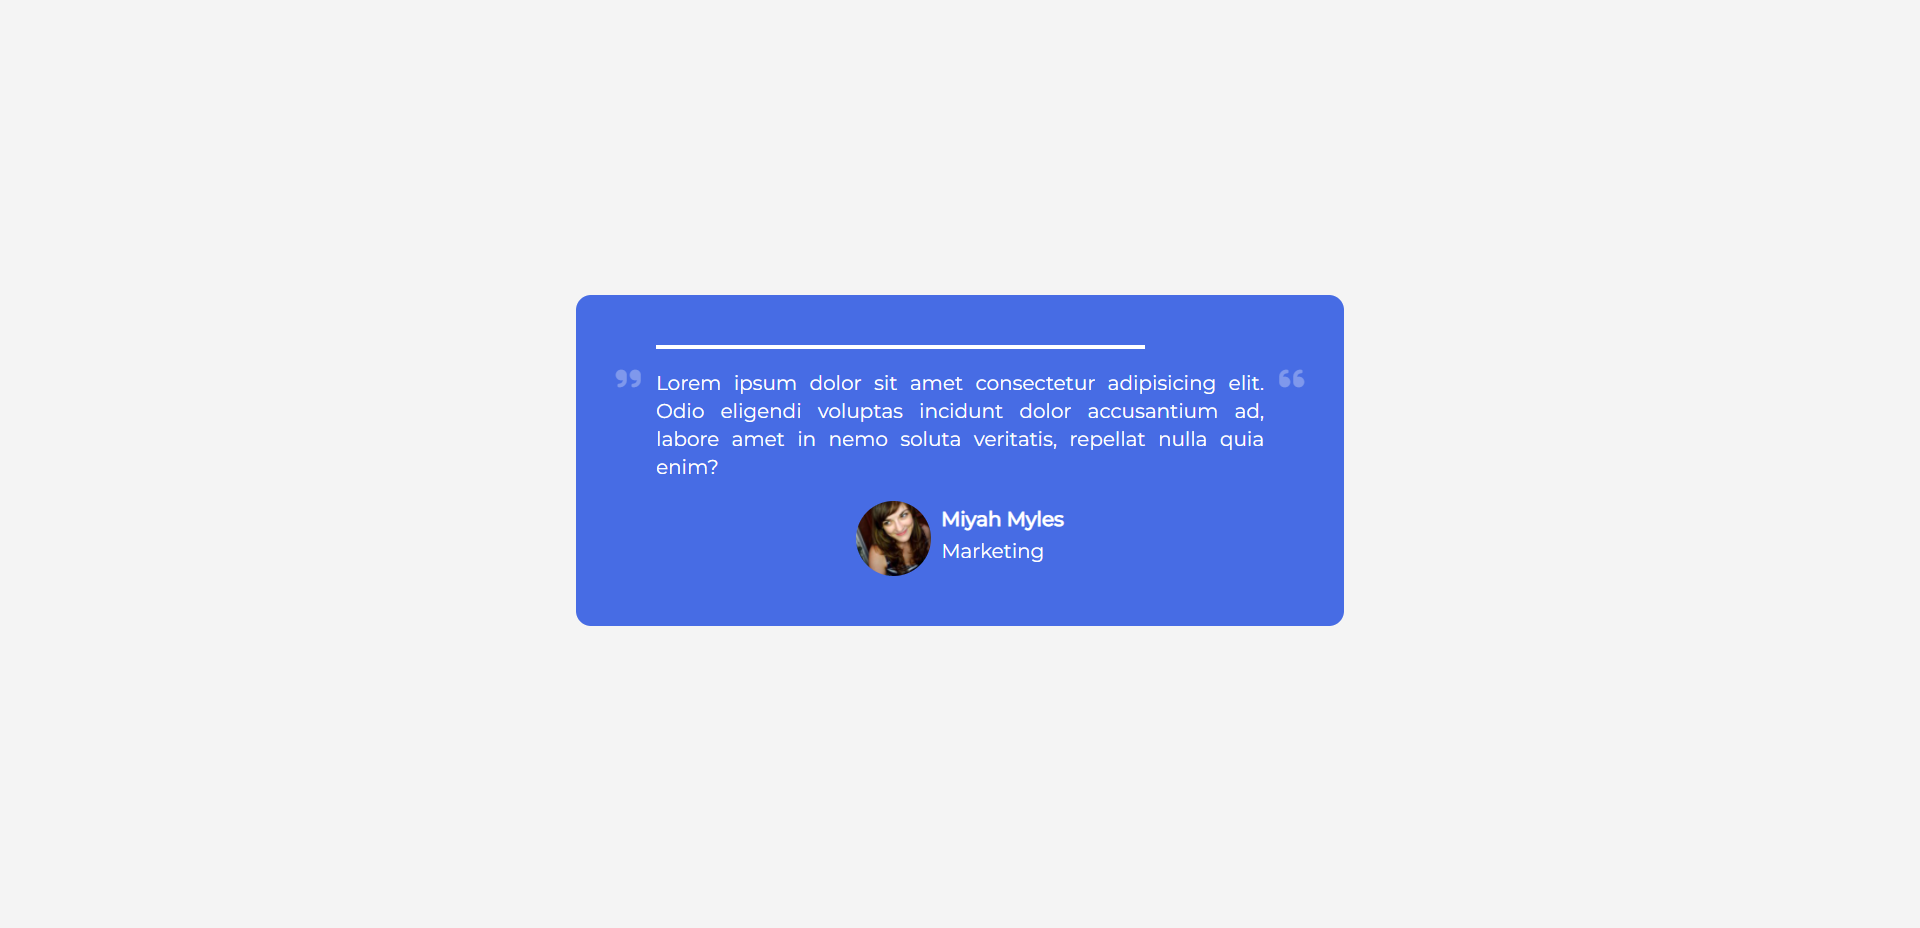 ” Lorem ipsum dolor sit amet consectetur adipisicing elit. “
Odio eligendi voluptas incidunt dolor accusantium ad,
labore amet in nemo soluta veritatis, repellat nulla quia
enim?
Miyah Myles
Marketing